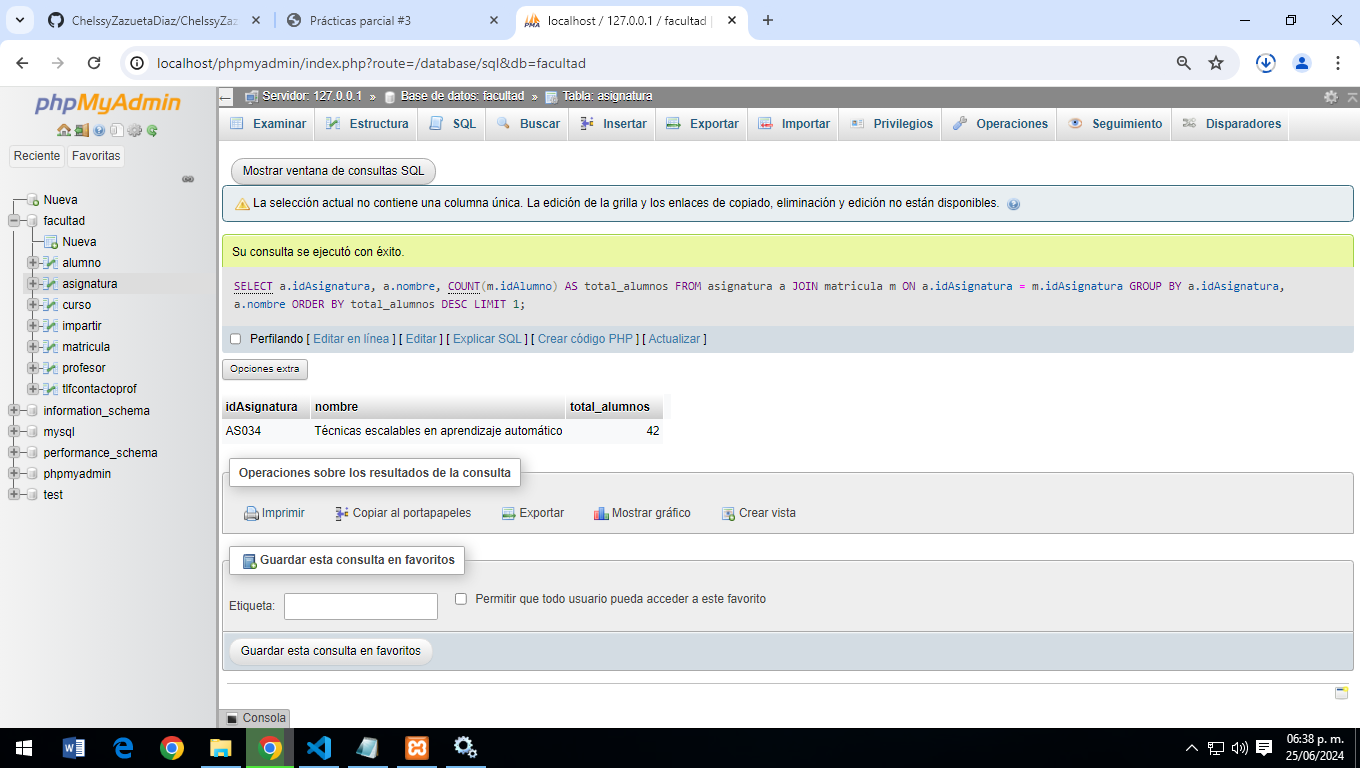 ChelssyZazuetaDiaz/ChelssyZaz
Prácticas parcial #3
localhost / 127.0.0.1 / facultad |
localhost/phpmyadmin/index.php?route=/database/sql&db=facultad
phpMyAdmin
Reciente
Favoritas
Nueva
facultad
Nueva
alumno
asignatura
curso
impartir
matricula
profesor
tlfcontactoprof
information_schema
mysql
performance_schema
phpmyadmin
test
Servidor: 127.0.0.1 » Base de datos: facultad » Tabla: asignatura
Examinar Estructura SQL Buscar Insertar Exportar Importar Privilegios Operaciones Seguimiento Disparadores
Mostrar ventana de consultas SQL
La selección actual no contiene una columna única. La edición de la grilla y los enlaces de copiado, eliminación y edición no están disponibles.
Su consulta se ejecutó con éxito.
SELECT a.idAsignatura, a.nombre, COUNT(m.idAlumno) AS total_alumnos FROM asignatura a JOIN matricula m ON a.idAsignatura = m.idAsignatura GROUP BY a.idAsignatura,
a.nombre ORDER BY total_alumnos DESC LIMIT 1;
Perfilando [ Editar en línea ] [ Editar ] [ Explicar SQL ] [ Crear código PHP ] [ Actualizar ]
Opciones extra
idAsignatura nombre total_alumnos
AS034 Técnicas escalables en aprendizaje automático 42
Operaciones sobre los resultados de la consulta
Imprimir Copiar al portapapeles Exportar Mostrar gráfico Crear vista
Guardar esta consulta en favoritos
Etiqueta: Permitir que todo usuario pueda acceder a este favorito
Guardar esta consulta en favoritos
Consola
06:38 p. m.
25/06/2024